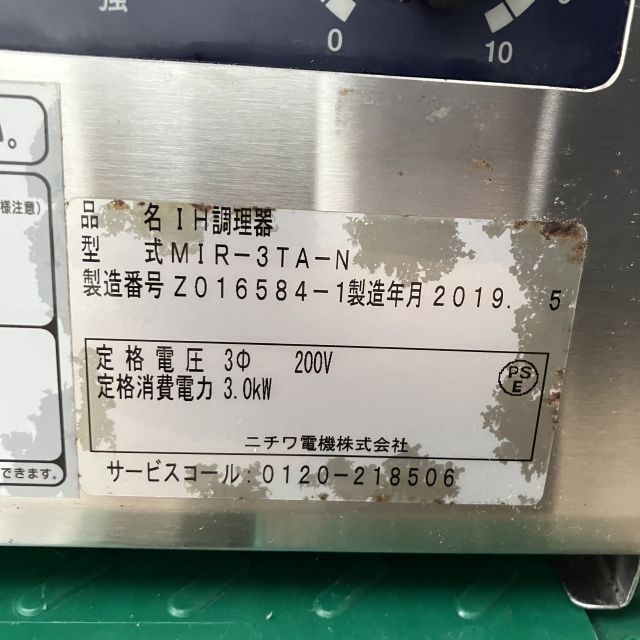 強
0
10
様注意)
品 名 IH調理器
型 式 MIR-3TA-N
製造番号 Z016584-1 製造年月 2019. 5
定格電圧 3Φ 200V
定格消費電力 3.0kW
PS
E
ニチワ電機株式会社
できます。
サービスコール:0120-218506